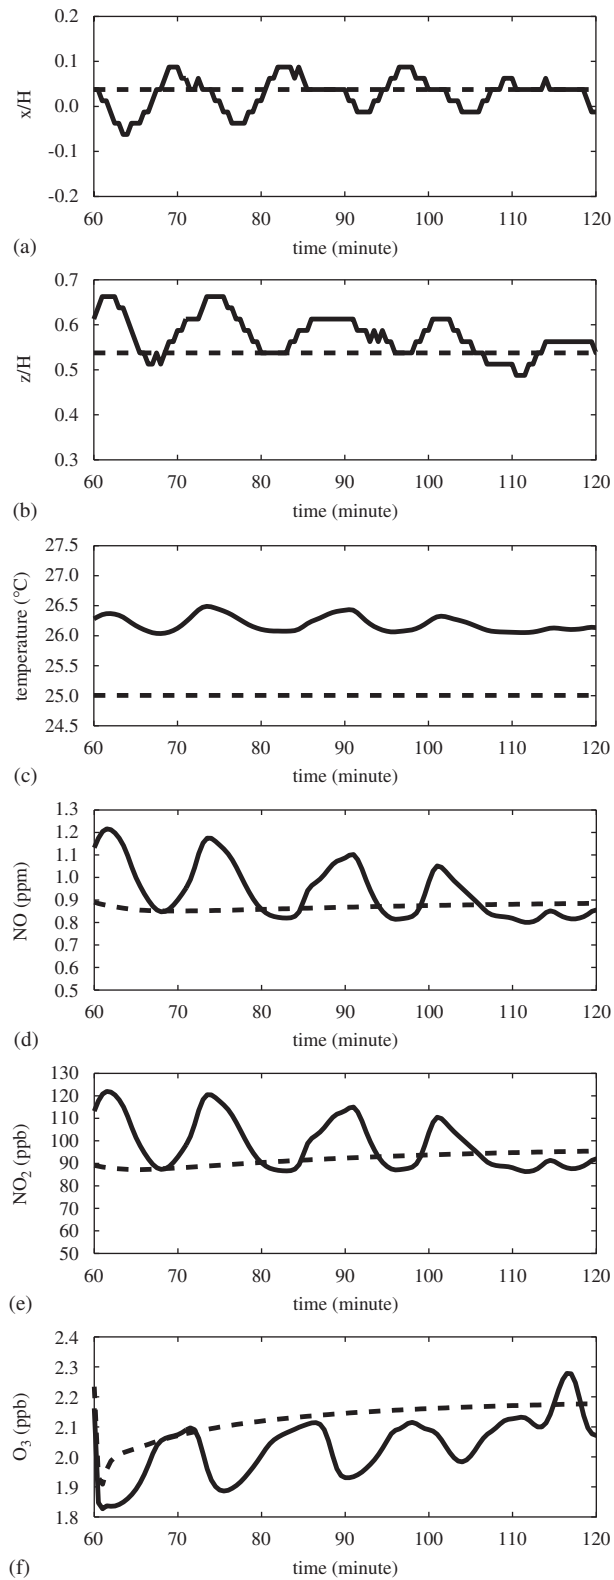 0.2
0.1
0.0
-0.1
-0.2
x/H
60 70 80 90 100 110 120
(a) time (minute)
0.7
0.6
0.5
0.4
0.3
z/H
60 70 80 90 100 110 120
(b) time (minute)
27.5
27.0
26.5
26.0
25.5
25.0
24.5
temperature (°C)
60 70 80 90 100 110 120
(c) time (minute)
1.3
1.2
1.1
1.0
0.9
0.8
0.7
0.6
0.5
NO (ppm)
60 70 80 90 100 110 120
(d) time (minute)
130
120
110
100
90
80
70
60
50
NO2 (ppb)
60 70 80 90 100 110 120
(e) time (minute)
2.4
2.3
2.2
2.1
2.0
1.9
1.8
O3 (ppb)
60 70 80 90 100 110 120
(f) time (minute)